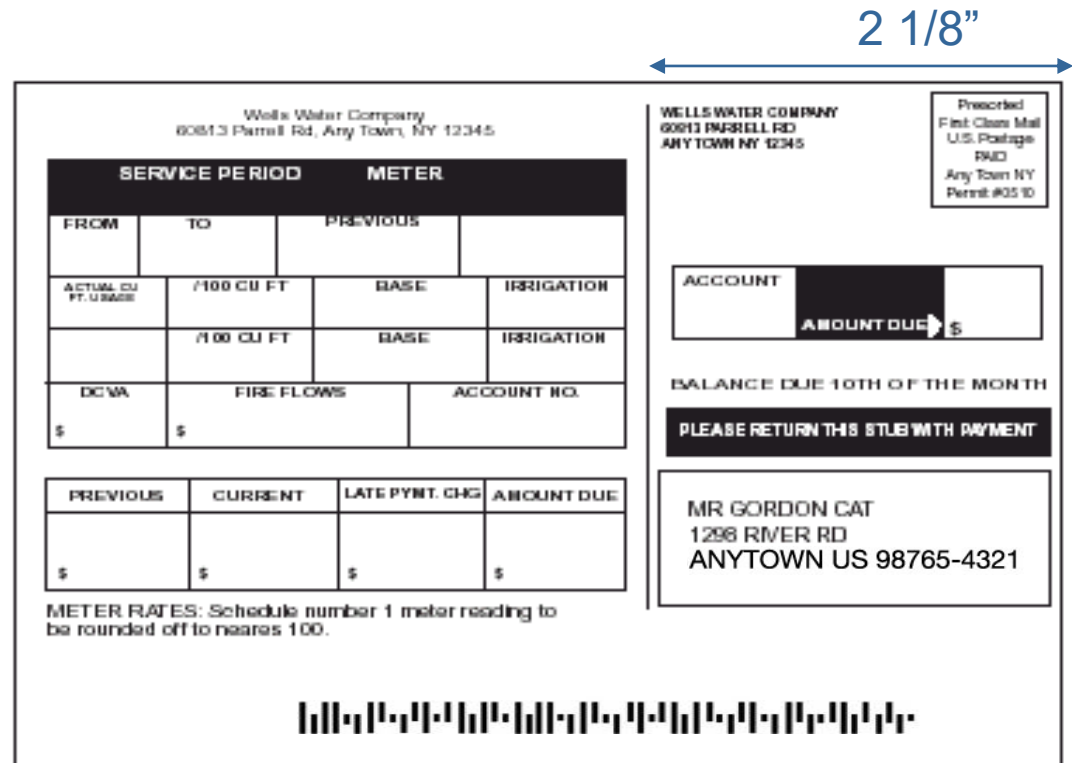 2 1/8”
Wells Water Company
60813 Parrell Rd, Any Town, NY 12345
SERVICE PERIOD METER
FROM TO PREVIOUS
ACTUAL CU
FT. USAGE
/100 CU FT BASE IRRIGATION
/100 CU FT BASE IRRIGATION
DCVA FIRE FLOWS ACCOUNT NO.
$ $
PREVIOUS CURRENT LATE PYMT. CHG AMOUNT DUE
$ $ $ $
METER RATES: Schedule number 1 meter reading to
be rounded off to neares 100.
WELLS WATER COMPANY
60813 PARRELL RD
ANY TOWN NY 12345
Presorted
First Class Mail
U.S. Postage
PAID
Any Town NY
Permit #0510
ACCOUNT
AMOUNT DUE $
BALANCE DUE 10TH OF THE MONTH
PLEASE RETURN THIS STUB WITH PAYMENT
MR GORDON CAT
1298 RIVER RD
ANYTOWN US 98765-4321